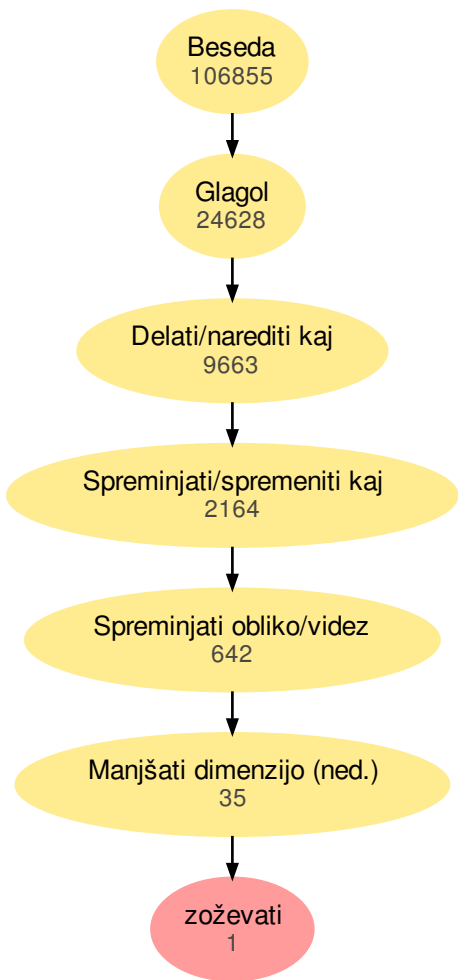 Beseda
106855
Glagol
24628
Delati/narediti kaj
9663
Spreminjati/spremeniti kaj
2164
Spreminjati obliko/videz
642
Manjšati dimenzijo (ned.)
35
zoževati
1